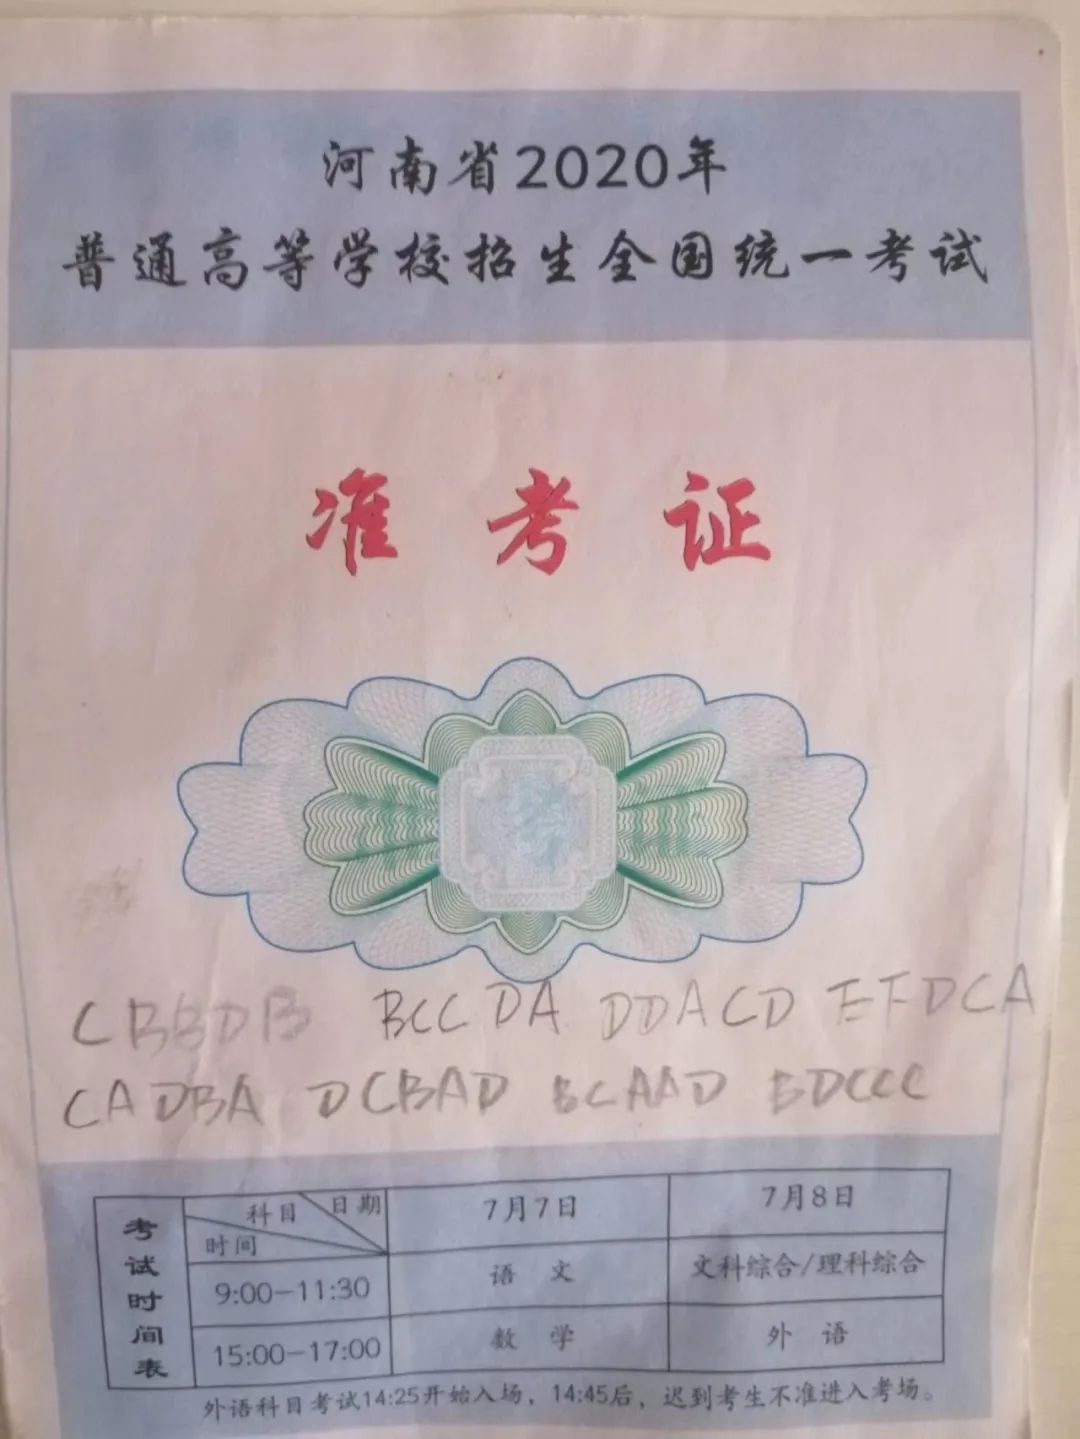 河南省2020年
普通高等学校招生全国统一考试
准考证
CBBDB BCCDA DDACD EFDCA
CADBA DCBAD BCAAD BDCCC
考试时间表
科目 日期 时间 7月7日 7月8日
9:00—11:30 语文 文科综合/理科综合
15:00—17:00 数学 外语
外语科目考试14:25开始入场，14:45后，迟到考生不准进入考场。